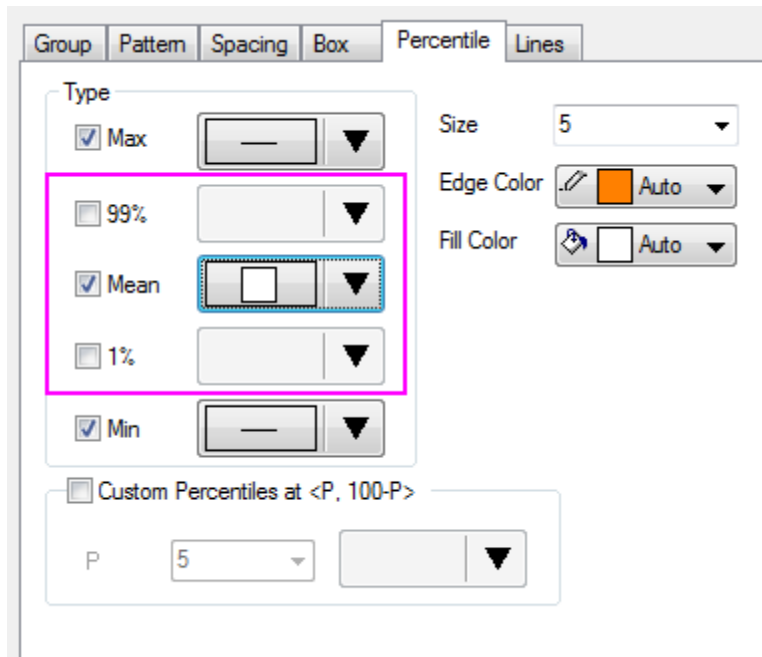 Group Pattern Spacing Box Percentile Lines
Type
Max
99%
Mean
1%
Min
Size 5
Edge Color Auto
Fill Color Auto
Custom Percentiles at <P, 100-P>
P 5